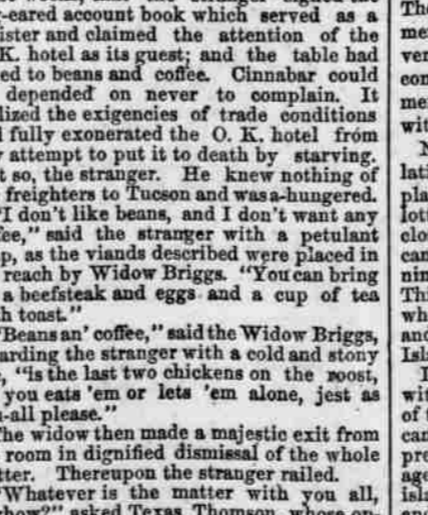 -eared account book which served as a
ister and claimed the attention of the
K. hotel as its guest; and the table had
ed to beans and coffee. Cinnabar could
depended on never to complain. It
lized the exigencies of trade conditions
fully exonerated the O. K. hotel from
attempt to put it to death by starving.
t so, the stranger. He knew nothing of
freighters to Tucson and was a-hungered.
"I don't like beans, and I don't want any
fee," said the stranger with a petulant
p, as the viands described were placed in
reach by Widow Briggs. "You can bring
a beefsteak and eggs and a cup of tea
h toast."
"Beans an' coffee," said the Widow Briggs,
arding the stranger with a cold and stony
, "is the last two chickens on the roost,
you eats 'em or lets 'em alone, jest as
-all please."
he widow then made a majestic exit from
room in dignified dismissal of the whole
tter. Thereupon the stranger railed.
"Whatever is the matter with you all,
how?" asked Texas Thomson, whose